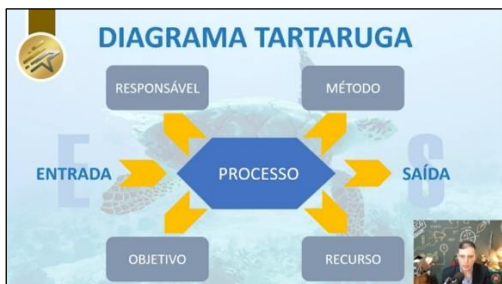 DIAGRAMA TARTARUGA
RESPONSÁVEL
MÉTODO
E
ENTRADA
PROCESSO
SAÍDA
S
OBJETIVO
RECURSO